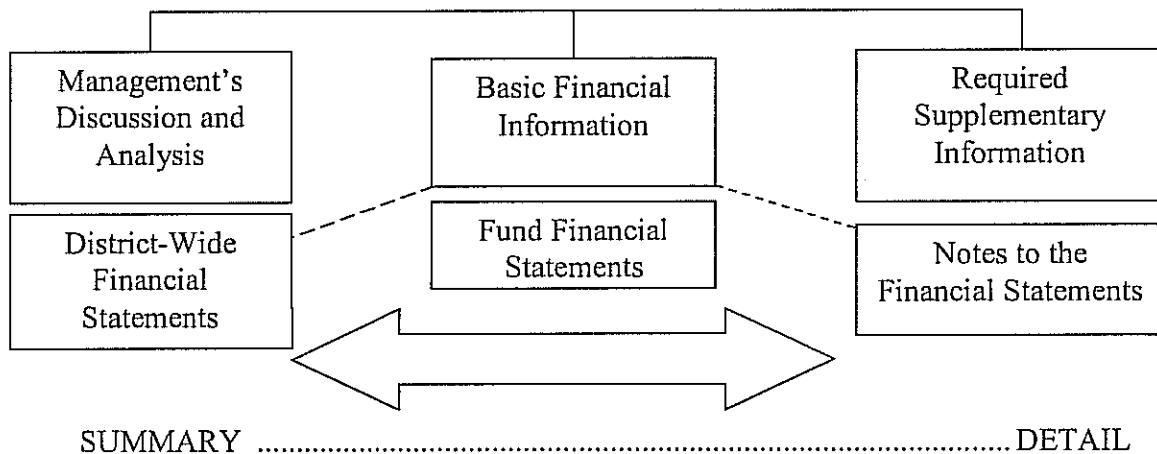 Management's
Discussion and
Analysis
Basic Financial
Information
Required
Supplementary
Information
District-Wide
Financial
Statements
Fund Financial
Statements
Notes to the
Financial Statements
SUMMARY ................................................................................ DETAIL